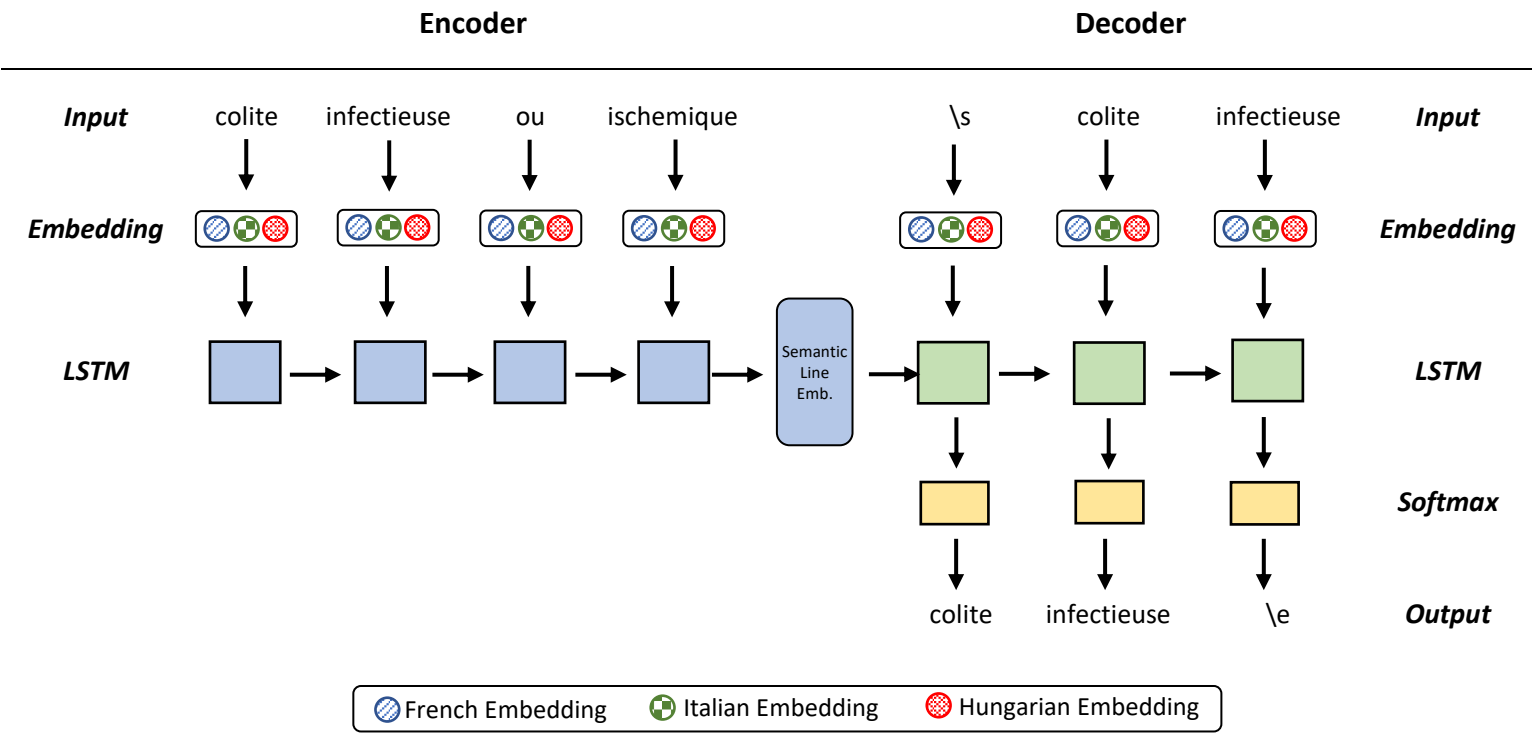 Encoder Decoder
Input colite infectieuse ou ischemique \s colite infectieuse Input
Embedding Embedding
LSTM Semantic Line Emb. LSTM
Softmax
colite infectieuse \e Output
French Embedding Italian Embedding Hungarian Embedding